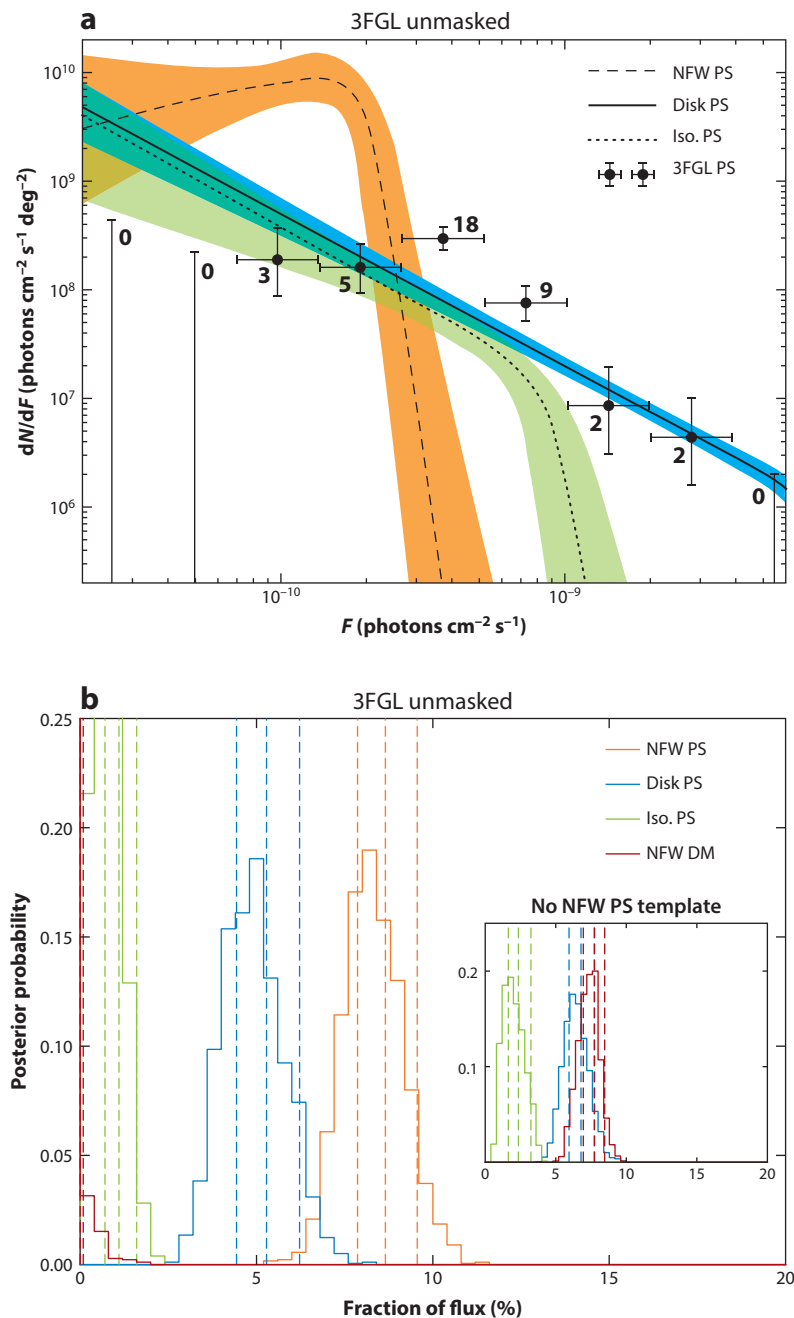 a
3FGL unmasked
NFW PS
Disk PS
Iso. PS
3FGL PS
10¹⁰
10⁹
10⁸
10⁷
10⁶
0
0
3
5
18
9
2
2
0
dN/dF (photons cm⁻² s⁻¹ deg⁻²)
10⁻¹⁰
10⁻⁹
F (photons cm⁻² s⁻¹)
b
3FGL unmasked
NFW PS
Disk PS
Iso. PS
NFW DM
0.25
0.20
0.15
0.10
0.05
0.00
Posterior probability
No NFW PS template
0.2
0.1
0
5
10
15
20
0
5
10
15
20
Fraction of flux (%)